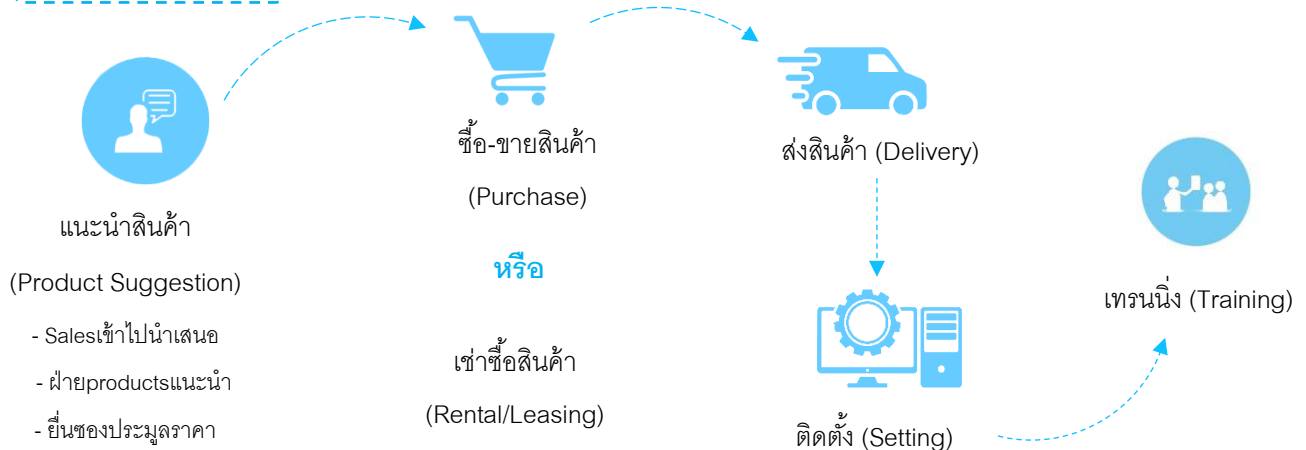 แนะนำสินค้า
(Product Suggestion)
- Salesเข้าไปนำเสนอ
- ฝ่ายproductsแนะนำ
- ยื่นซองประมูลราคา
ซื้อ-ขายสินค้า
(Purchase)
หรือ
เช่าซื้อสินค้า
(Rental/Leasing)
ส่งสินค้า (Delivery)
ติดตั้ง (Setting)
เทรนนิ่ง (Training)